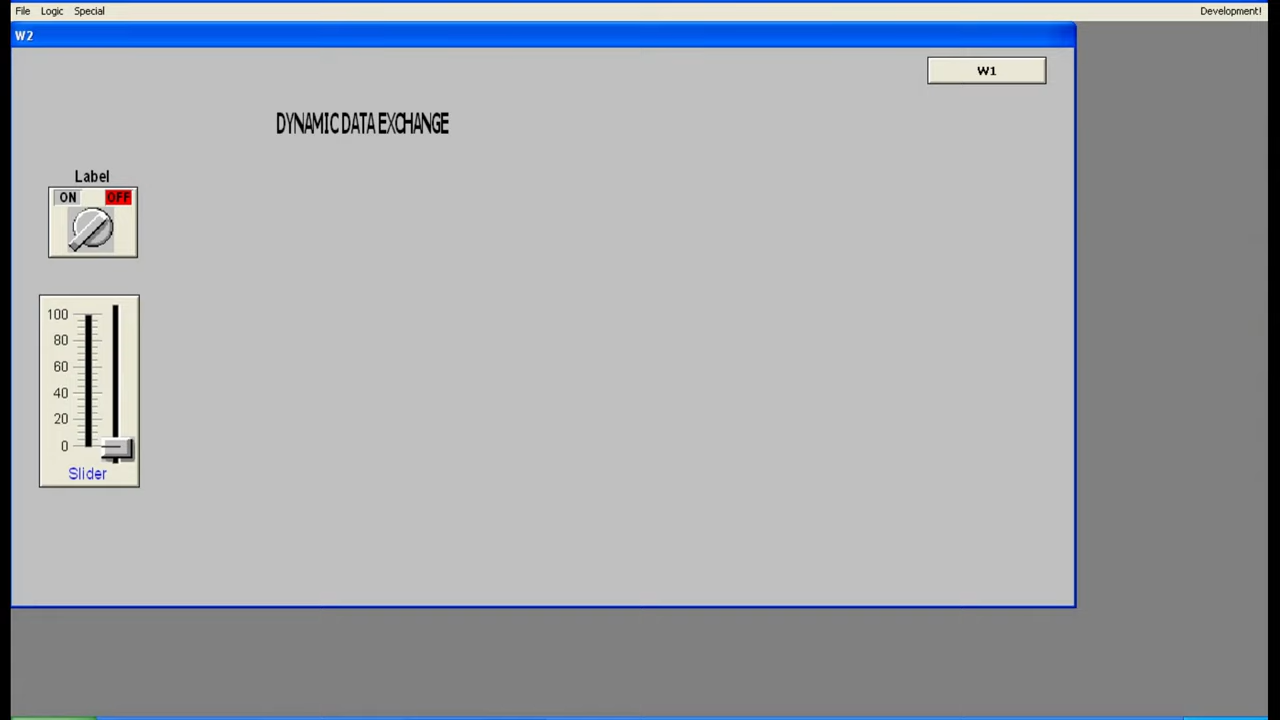 File Logic Special Development!
W2
W1
DYNAMIC DATA EXCHANGE
Label
ON OFF
100
80
60
40
20
0
Slider